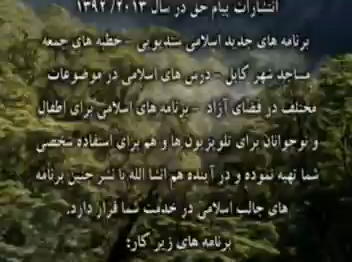 انتشارات پیام حق در سال ۲۰۱۳/ ۱۳۹۲
برنامه های جدید اسلامی ستدیویی - خطبه های جمعه
مساجد شهر کابل - درس های اسلامی در موضوعات
مختلف در فضای آزاد - برنامه های اسلامی برای اطفال
و نوجوانان برای تلویزیون ها و هم برای استفاده شخصی
شما تهیه نموده و در آینده هم انشا الله با نشر چنین برنامه
های جالب اسلامی در خدمت شما قرار دارد.
برنامه های زیر کار: